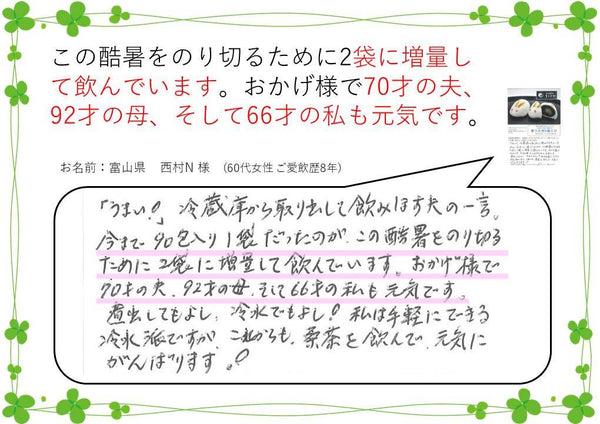 この酷暑をのり切るために2袋に増量し
て飲んでいます。おかげ様で70才の夫、
92才の母、そして66才の私も元気です。
お名前：富山県　西村N 様　（60代女性 ご愛飲歴8年）
「うまい！」冷蔵庫から取り出して飲みほす夫の一言。
今まで90包入り1袋だったのが、この酷暑をのり切る
ために2袋に増量して飲んでいます。おかげ様で
70才の夫、92才の母、そして66才の私も元気です。
煮出してもよし、冷水でもよし！私は手軽にできる
冷水派ですが、これからも、桑茶を飲んで、元気に
がんばります。！